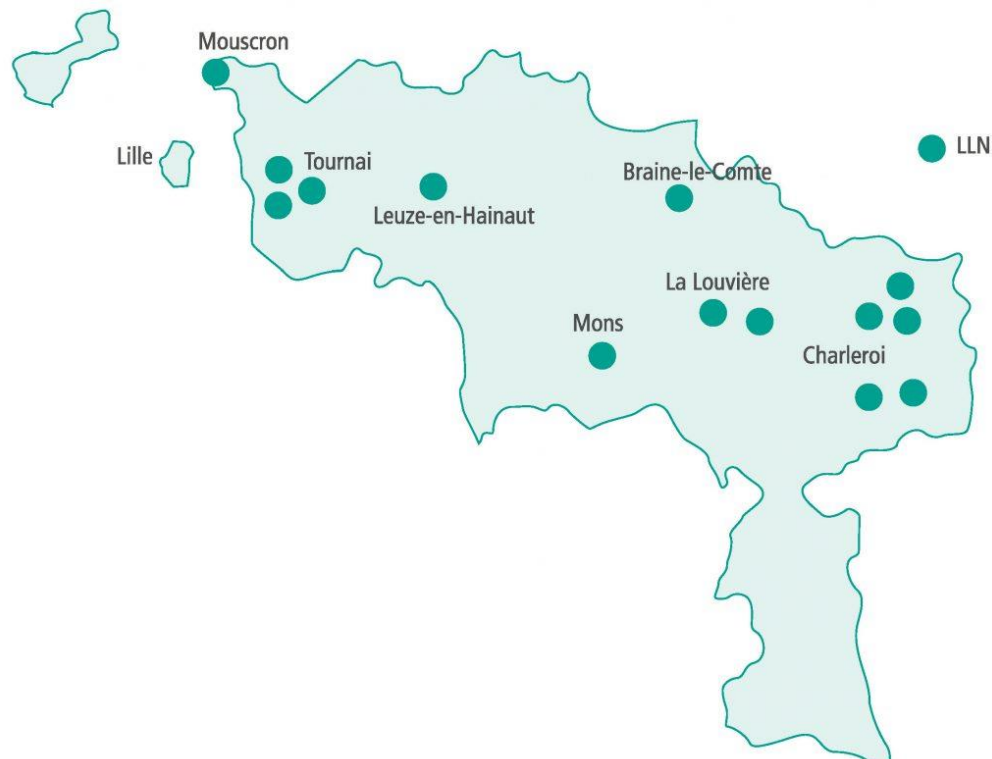 Mouscron
LLN
Lille
Tournai
Braine-le-Comte
Leuze-en-Hainaut
La Louvière
Mons
Charleroi